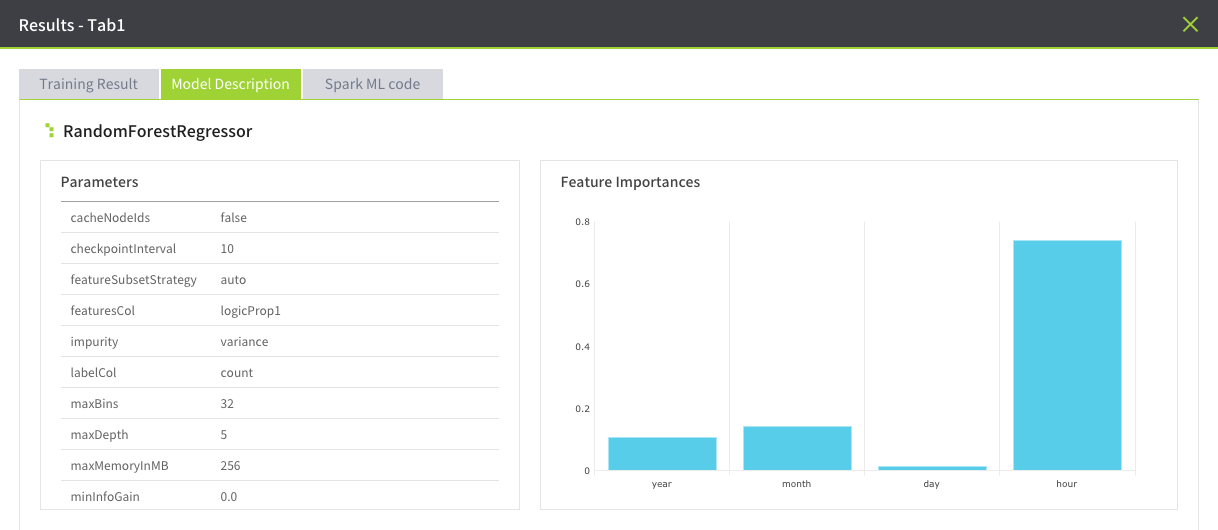 Results - Tab1
Training Result
Model Description
Spark ML code
RandomForestRegressor
Parameters
cacheNodeIds false
checkpointInterval 10
featureSubsetStrategy auto
featuresCol logicProp1
impurity variance
labelCol count
maxBins 32
maxDepth 5
maxMemoryInMB 256
minInfoGain 0.0
Feature Importances
0.8
0.6
0.4
0.2
0
year month day hour